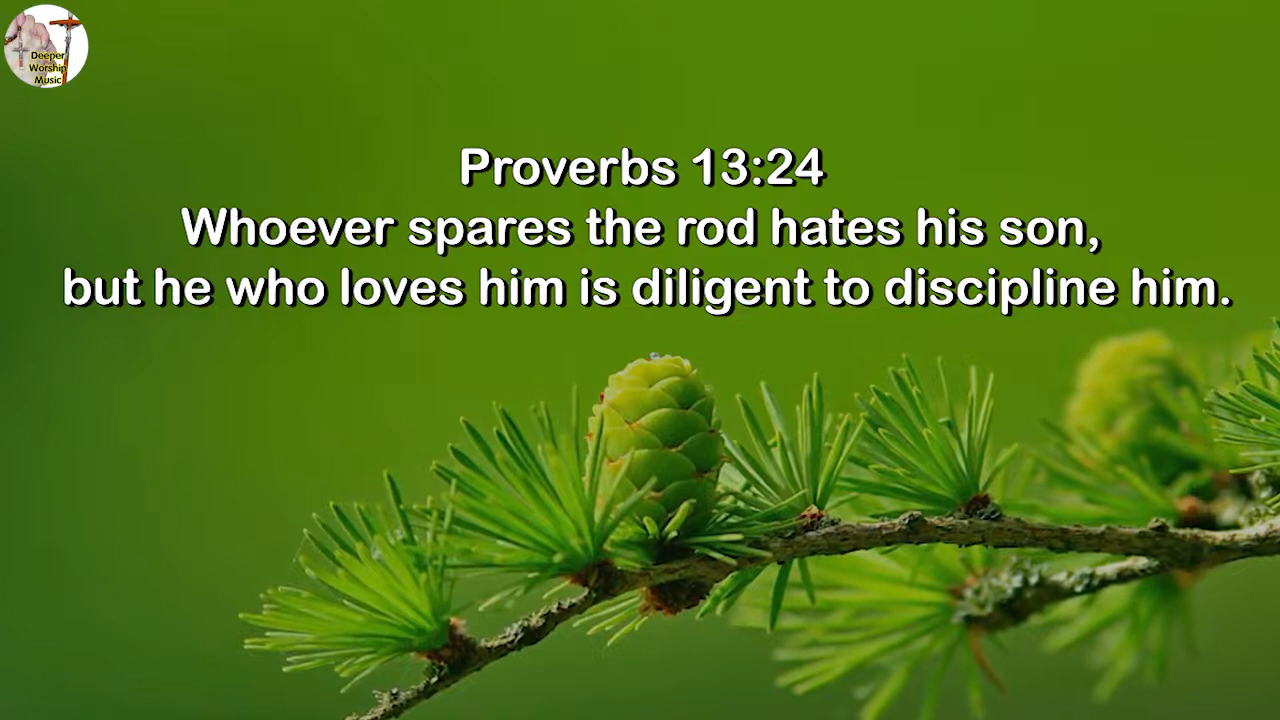 Deeper
Worship
Music
Proverbs 13:24
Whoever spares the rod hates his son,
but he who loves him is diligent to discipline him.